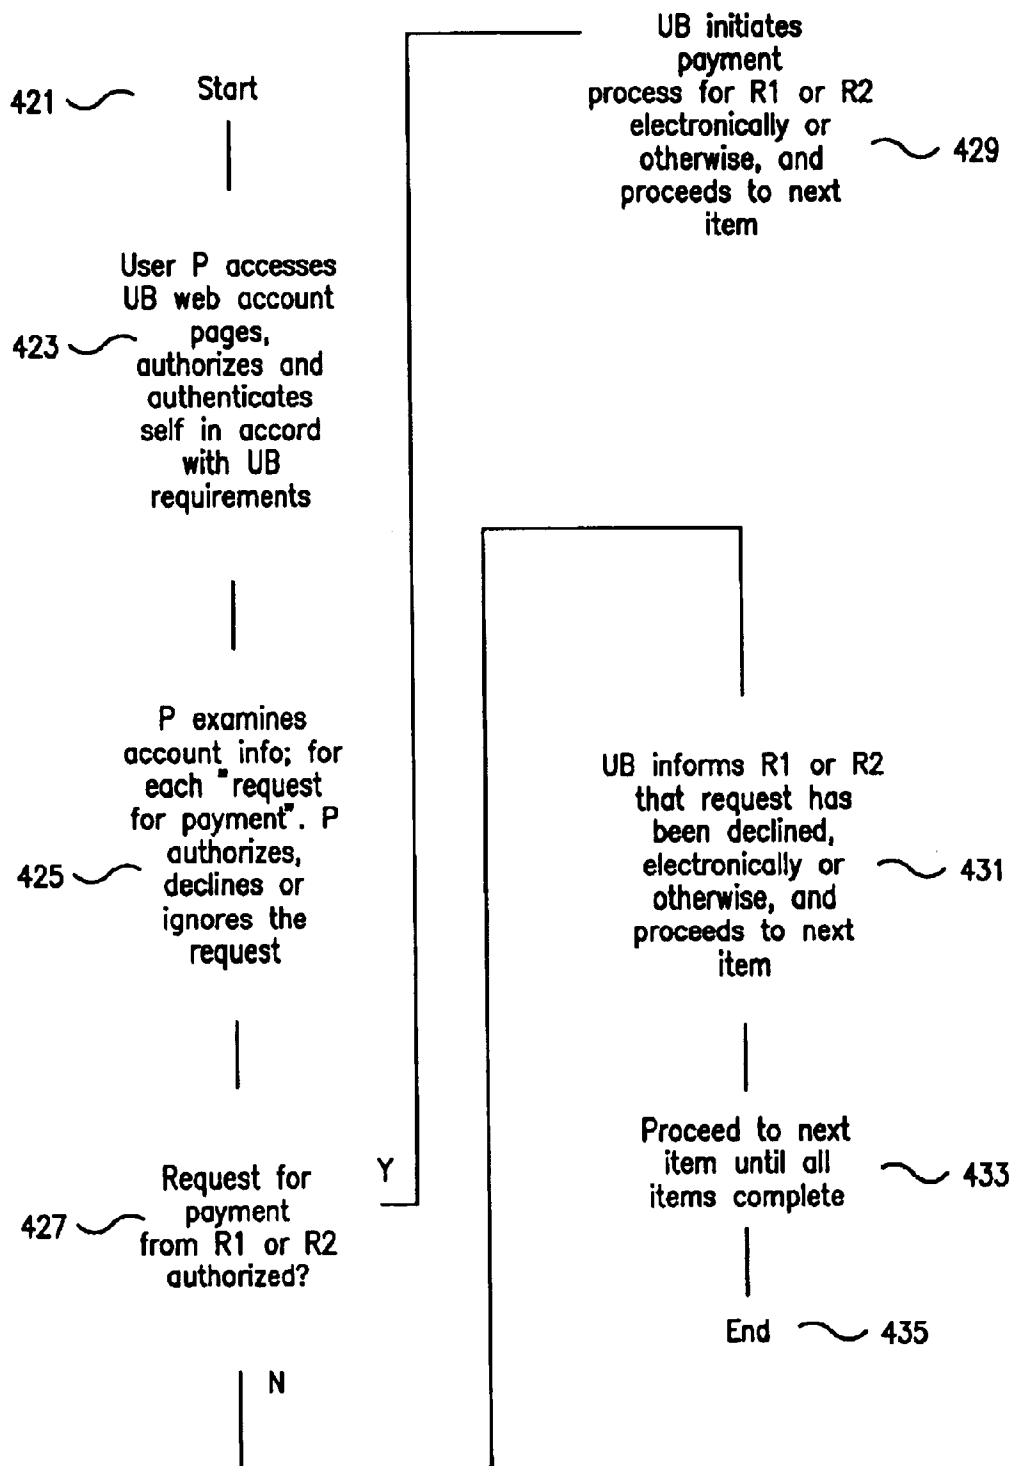 421
Start
423
User P accesses
UB web account
pages,
authorizes and
authenticates
self in accord
with UB
requirements
425
P examines
account info; for
each "request
for payment". P
authorizes,
declines or
ignores the
request
427
Request for
payment
from R1 or R2
authorized?
Y
N
UB initiates
payment
process for R1 or R2
electronically or
otherwise, and
proceeds to next
item
429
UB informs R1 or R2
that request has
been declined,
electronically or
otherwise, and
proceeds to next
item
431
Proceed to next
item until all
items complete
433
End
435